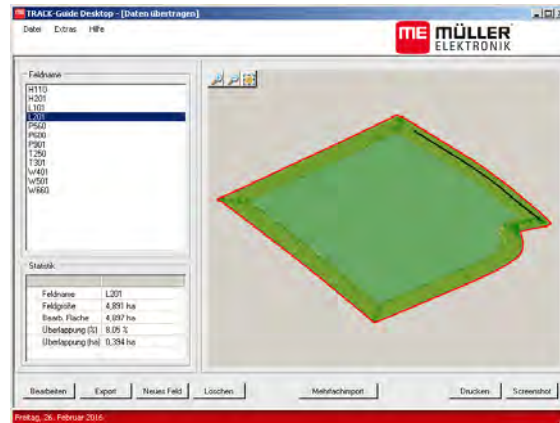 TRACK-Guide Desktop - [Daten übertragen]
Datei Extras Hilfe
ME MÜLLER
ELEKTRONIK
Feldname
H110
H201
L101
L201
P560
P600
P901
T250
T301
W401
W501
W660
Statistik
Feldname L201
Feldgröße 4,891 ha
Bearb. Fläche 4,897 ha
Überlappung (%) 8,05 %
Überlappung (ha) 0,394 ha
Bearbeiten Export Neues Feld Löschen Mehrfachimport Drucken Screenshot
Freitag, 26. Februar 2016